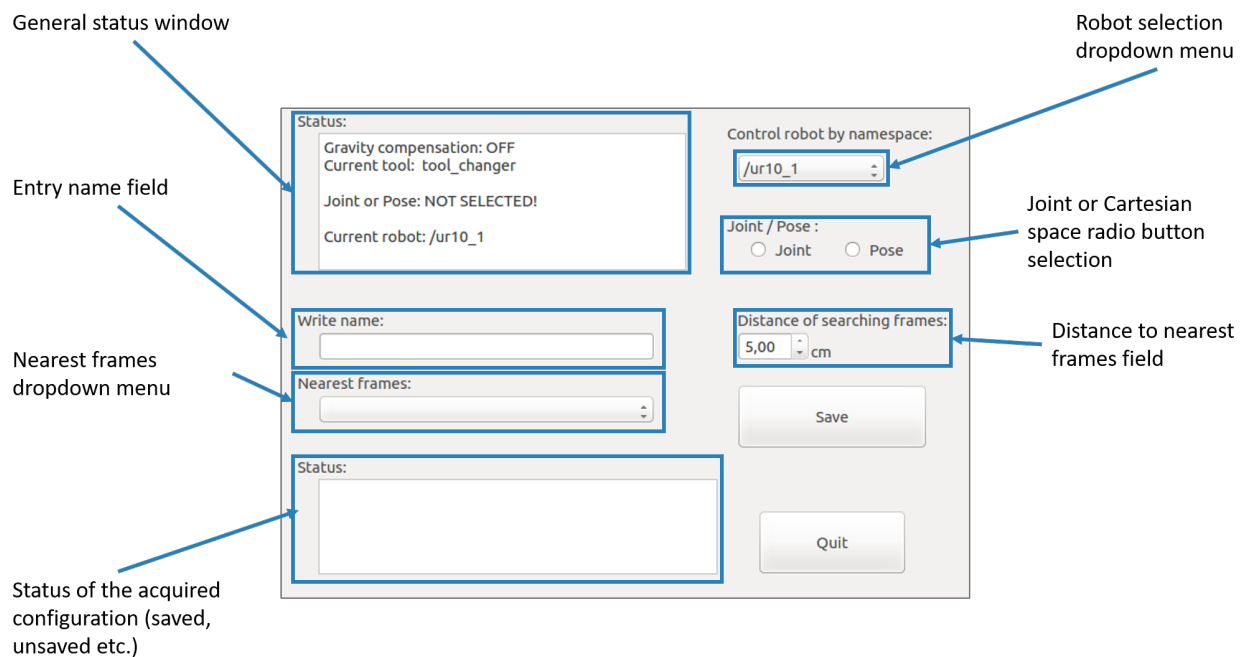 General status window
Robot selection
dropdown menu
Status:
Gravity compensation: OFF
Current tool: tool_changer
Joint or Pose: NOT SELECTED!
Current robot: /ur10_1
Control robot by namespace:
/ur10_1
Entry name field
Joint / Pose :
Joint
Pose
Joint or Cartesian
space radio button
selection
Write name:
Distance of searching frames:
5,00
cm
Distance to nearest
frames field
Nearest frames
dropdown menu
Nearest frames:
Save
Status:
Quit
Status of the acquired
configuration (saved,
unsaved etc.)